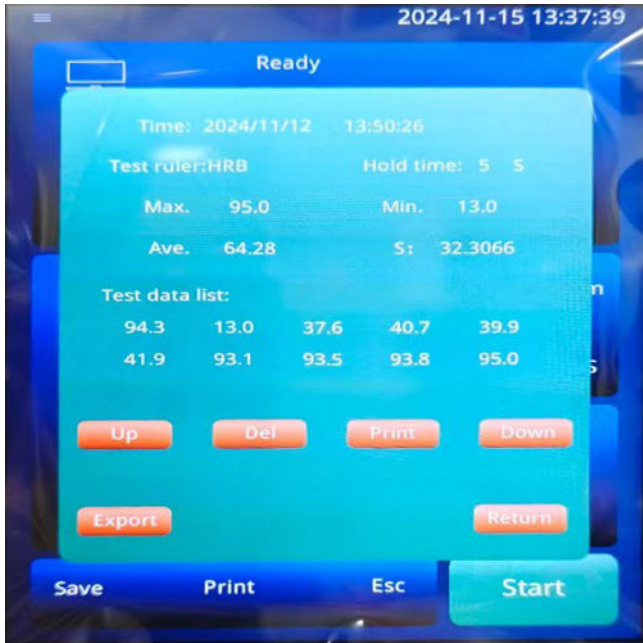 2024-11-15 13:37:39
Ready
Time: 2024/11/12 13:50:26
Test ruler:HRB Hold time: 5 S
Max. 95.0 Min. 13.0
Ave. 64.28 S: 32.3066
Test data list:
94.3 13.0 37.6 40.7 39.9
41.9 93.1 93.5 93.8 95.0
Up Del Print Down
Export Return
Save Print Esc Start